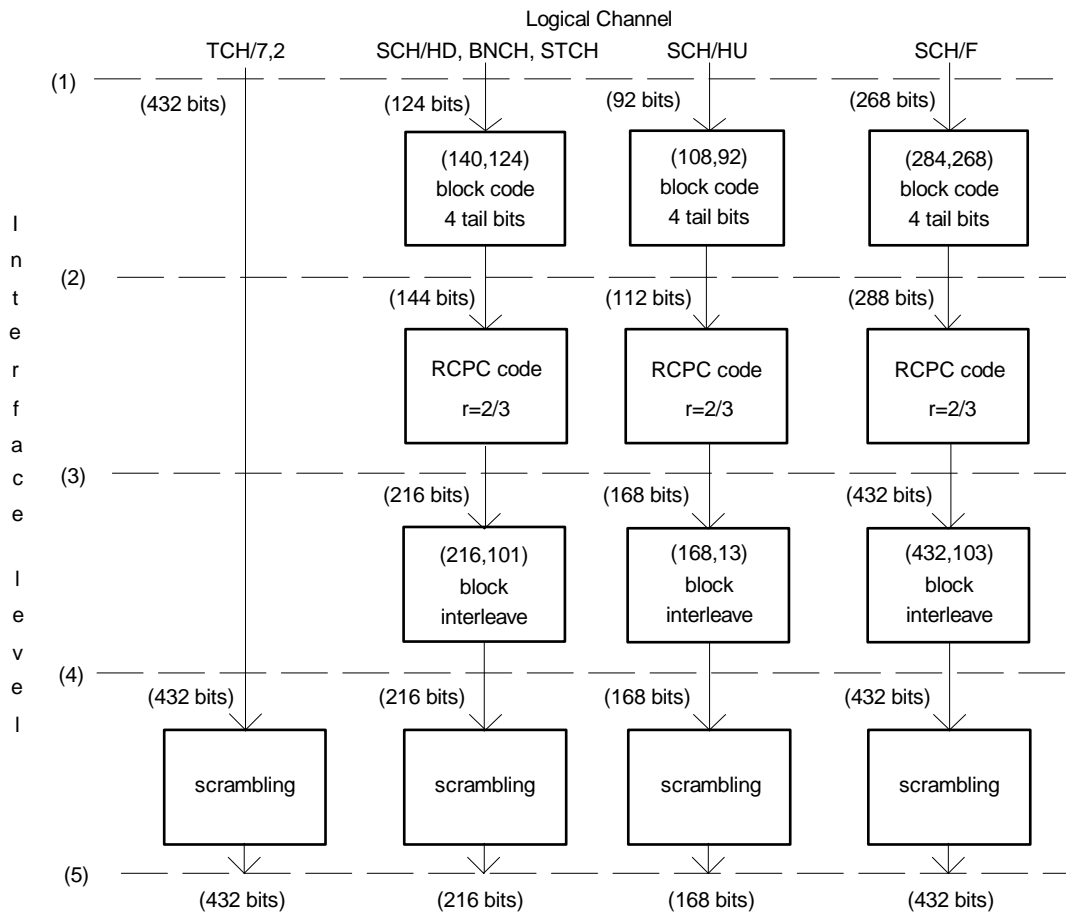 Logical Channel
TCH/7,2 SCH/HD, BNCH, STCH SCH/HU SCH/F
(1)
(432 bits) (124 bits) (92 bits) (268 bits)
(140,124) (108,92) (284,268)
block code block code block code
4 tail bits 4 tail bits 4 tail bits
Interface level
(2)
(144 bits) (112 bits) (288 bits)
RCPC code RCPC code RCPC code
r=2/3 r=2/3 r=2/3
(3)
(216 bits) (168 bits) (432 bits)
(216,101) (168,13) (432,103)
block block block
interleave interleave interleave
(4)
(432 bits) (216 bits) (168 bits) (432 bits)
scrambling scrambling scrambling scrambling
(5)
(432 bits) (216 bits) (168 bits) (432 bits)